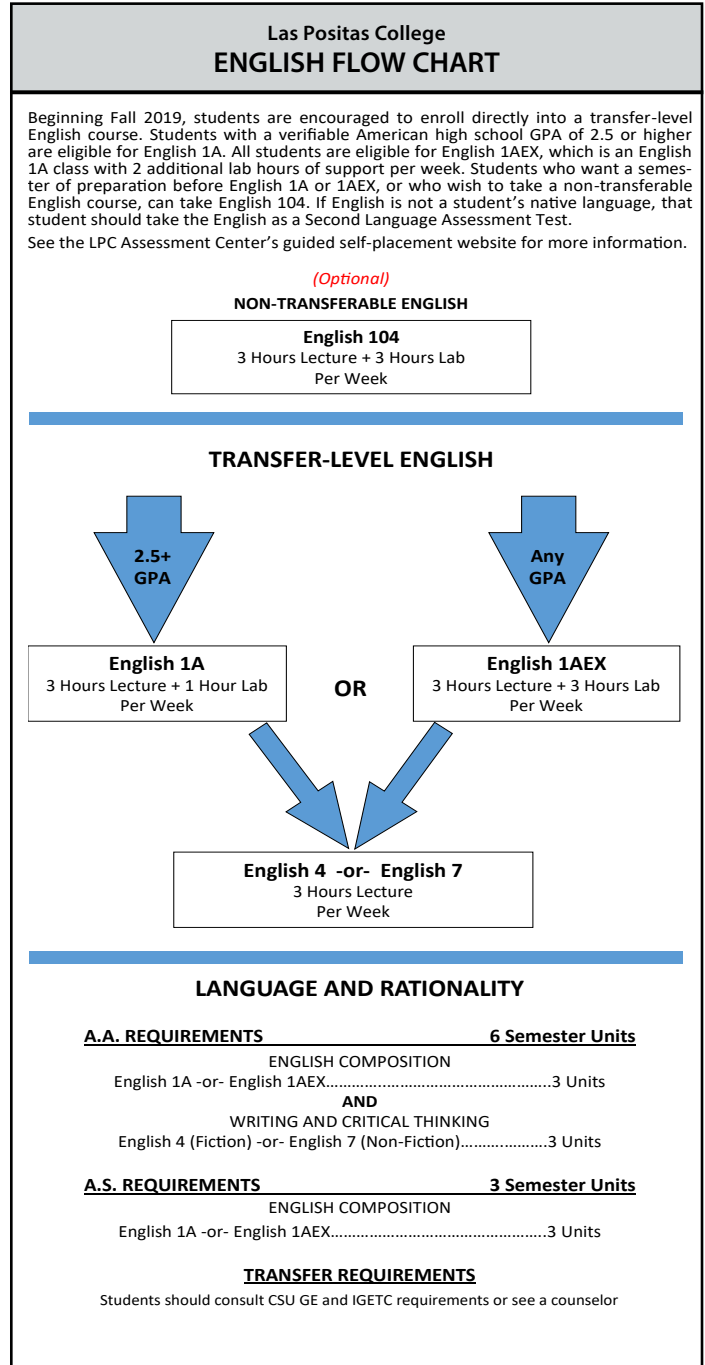 Las Positas College
ENGLISH FLOW CHART
Beginning Fall 2019, students are encouraged to enroll directly into a transfer-level
English course. Students with a verifiable American high school GPA of 2.5 or higher
are eligible for English 1A. All students are eligible for English 1AEX, which is an English
1A class with 2 additional lab hours of support per week. Students who want a semes-
ter of preparation before English 1A or 1AEX, or who wish to take a non-transferable
English course, can take English 104. If English is not a student's native language, that
student should take the English as a Second Language Assessment Test.
See the LPC Assessment Center's guided self-placement website for more information.
(Optional)
NON-TRANSFERABLE ENGLISH
English 104
3 Hours Lecture + 3 Hours Lab
Per Week
TRANSFER-LEVEL ENGLISH
2.5+
GPA
Any
GPA
English 1A
3 Hours Lecture + 1 Hour Lab
Per Week
OR
English 1AEX
3 Hours Lecture + 3 Hours Lab
Per Week
English 4 -or- English 7
3 Hours Lecture
Per Week
LANGUAGE AND RATIONALITY
A.A. REQUIREMENTS 6 Semester Units
ENGLISH COMPOSITION
English 1A -or- English 1AEX…………..……………………………………..3 Units
AND
WRITING AND CRITICAL THINKING
English 4 (Fiction) -or- English 7 (Non-Fiction)……….……….3 Units
A.S. REQUIREMENTS 3 Semester Units
ENGLISH COMPOSITION
English 1A -or- English 1AEX…………………………………………………..3 Units
TRANSFER REQUIREMENTS
Students should consult CSU GE and IGETC requirements or see a counselor